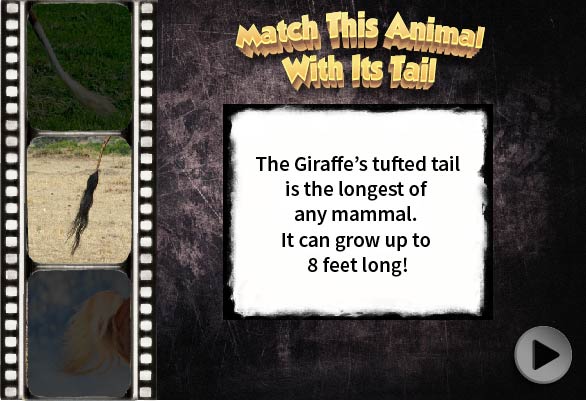 Match This Animal
With Its Tail
The Giraffe's tufted tail
is the longest of
any mammal.
It can grow up to
8 feet long!